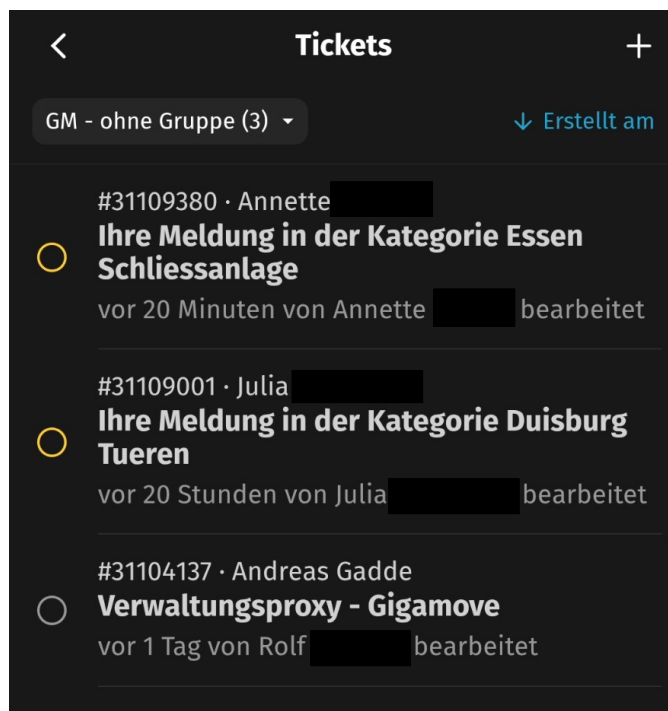 Tickets
GM - ohne Gruppe (3)
Erstellt am
#31109380 · Annette
Ihre Meldung in der Kategorie Essen
Schliessanlage
vor 20 Minuten von Annette bearbeitet
#31109001 · Julia
Ihre Meldung in der Kategorie Duisburg
Tueren
vor 20 Stunden von Julia bearbeitet
#31104137 · Andreas Gadde
Verwaltungsproxy - Gigamove
vor 1 Tag von Rolf bearbeitet